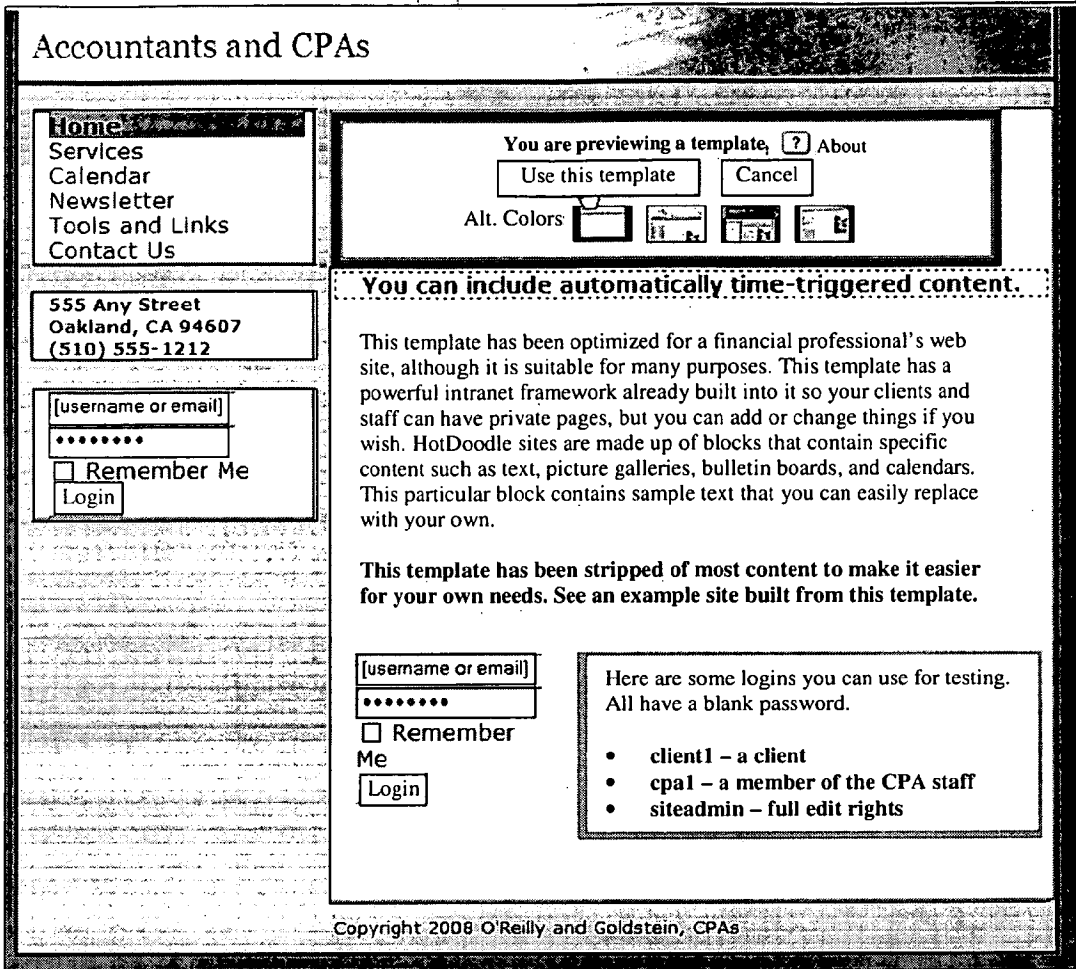 Accountants and CPAs
Home
Services
Calendar
Newsletter
Tools and Links
Contact Us
555 Any Street
Oakland, CA 94607
(510) 555-1212
[username or email]
••••••••
Remember Me
Login
You are previewing a template, ? About
Use this template Cancel
Alt. Colors
You can include automatically time-triggered content.
This template has been optimized for a financial professional's web
site, although it is suitable for many purposes. This template has a
powerful intranet framework already built into it so your clients and
staff can have private pages, but you can add or change things if you
wish. HotDoodle sites are made up of blocks that contain specific
content such as text, picture galleries, bulletin boards, and calendars.
This particular block contains sample text that you can easily replace
with your own.
This template has been stripped of most content to make it easier
for your own needs. See an example site built from this template.
[username or email]
••••••••
Remember
Me
Login
Here are some logins you can use for testing.
All have a blank password.
• client1 – a client
• cpa1 – a member of the CPA staff
• siteadmin – full edit rights
Copyright 2008 O'Reilly and Goldstein, CPAs